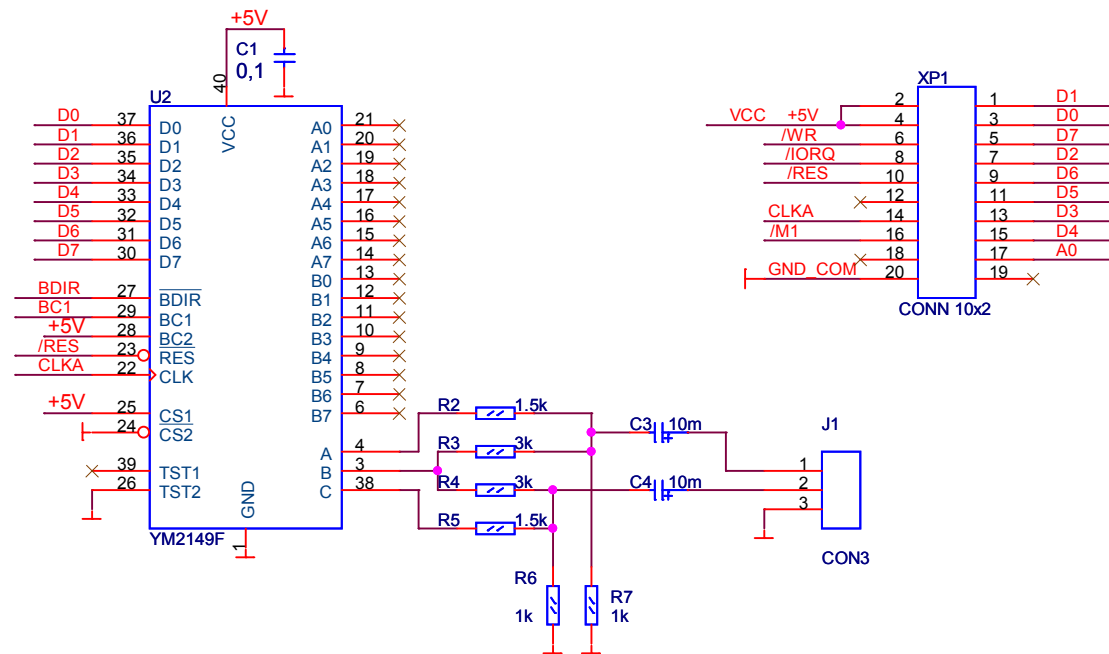 +5V
C1
0,1
40
U2
VCC
D0 37 D0 A0 21
D1 36 D1 A1 20
D2 35 D2 A2 19
D3 34 D3 A3 18
D4 33 D4 A4 17
D5 32 D5 A5 16
D6 31 D6 A6 15
D7 30 D7 A7 14
B0 13
BDIR 27 BDIR B1 12
BC1 29 BC1 B2 11
+5V 28 BC2 B3 10
/RES 23 RES B4 9
CLKA 22 CLK B5 8
B6 7
+5V 25 CS1 B7 6
24 CS2
A 4
39 TST1 B 3
26 TST2 C 38
GND
1
YM2149F
R2 1.5k
R3 3k
R4 3k
R5 1.5k
C3 10m
C4 10m
R6
1k
R7
1k
J1
1
2
3
CON3
XP1
2 1 D1
VCC +5V 4 3 D0
/WR 6 5 D7
/IORQ 8 7 D2
/RES 10 9 D6
12 11 D5
CLKA 14 13 D3
/M1 16 15 D4
18 17 A0
GND_COM 20 19
CONN 10x2